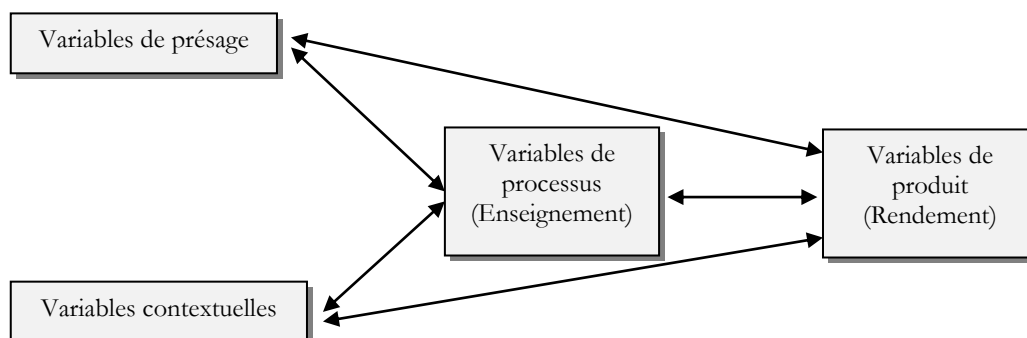 Variables de présage
Variables de
processus
(Enseignement)
Variables de
produit
(Rendement)
Variables contextuelles